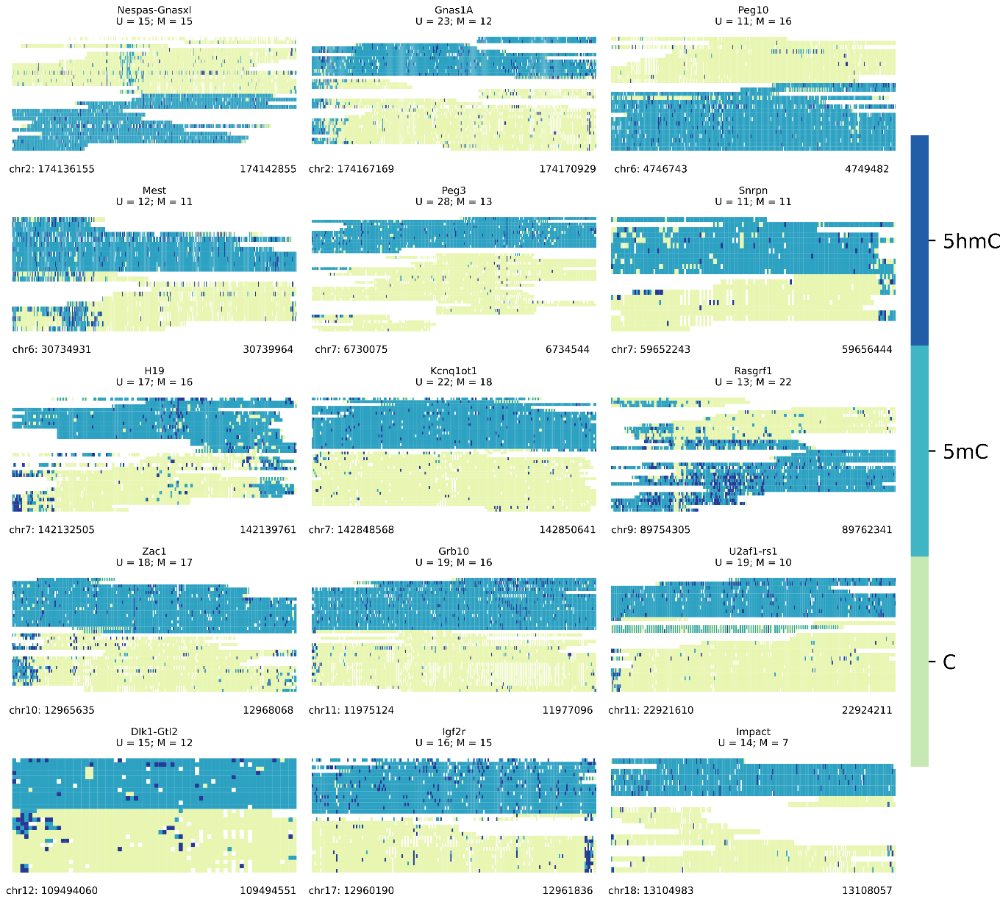 Nespas-Gnasxl
U = 15; M = 15
chr2: 174136155 174142855
Gnas1A
U = 23; M = 12
chr2: 174167169 174170929
Peg10
U = 11; M = 16
chr6: 4746743 4749482
Mest
U = 12; M = 11
chr6: 30734931 30739964
Peg3
U = 28; M = 13
chr7: 6730075 6734544
Snrpn
U = 11; M = 11
chr7: 59652243 59656444
H19
U = 17; M = 16
chr7: 142132505 142139761
Kcnq1ot1
U = 22; M = 18
chr7: 142848568 142850641
Rasgrf1
U = 13; M = 22
chr9: 89754305 89762341
Zac1
U = 18; M = 17
chr10: 12965635 12968068
Grb10
U = 19; M = 16
chr11: 11975124 11977096
U2af1-rs1
U = 19; M = 10
chr11: 22921610 22924211
Dlk1-Gtl2
U = 15; M = 12
chr12: 109494060 109494551
Igf2r
U = 16; M = 15
chr17: 12960190 12961836
Impact
U = 14; M = 7
chr18: 13104983 13108057
5hmC
5mC
C